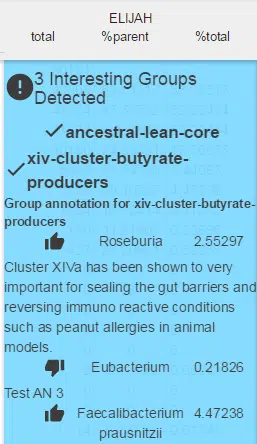 ELIJAH
total %parent %total
3 Interesting Groups
Detected
ancestral-lean-core
xiv-cluster-butyrate-
producers
Group annotation for xiv-cluster-butyrate-
producers
Roseburia 2.55297
Cluster XIVa has been shown to very
important for sealing the gut barriers and
reversing immuno reactive conditions
such as peanut allergies in animal
models.
Eubacterium 0.21826
Test AN 3
Faecalibacterium 4.47238
prausnitzii